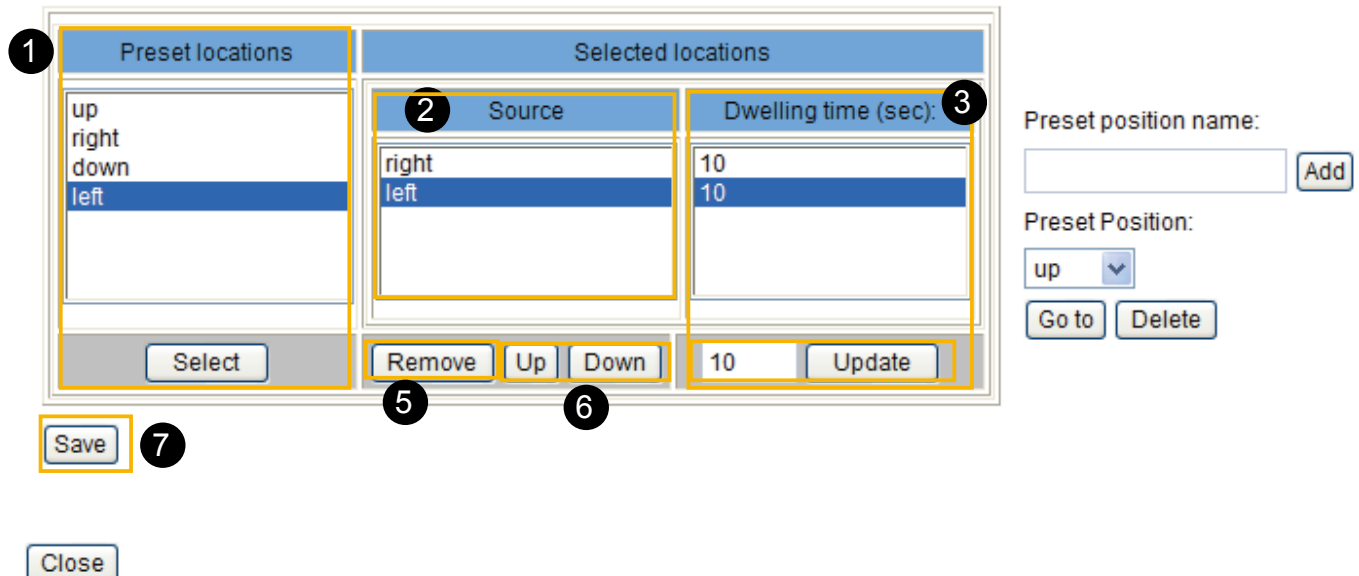 1
Preset locations
Selected locations
up
right
down
left
2
Source
right
left
Dwelling time (sec):
3
10
10
Select
Remove
Up
Down
10
Update
5
6
Save
7
Close
Preset position name:
Add
Preset Position:
up
Go to
Delete